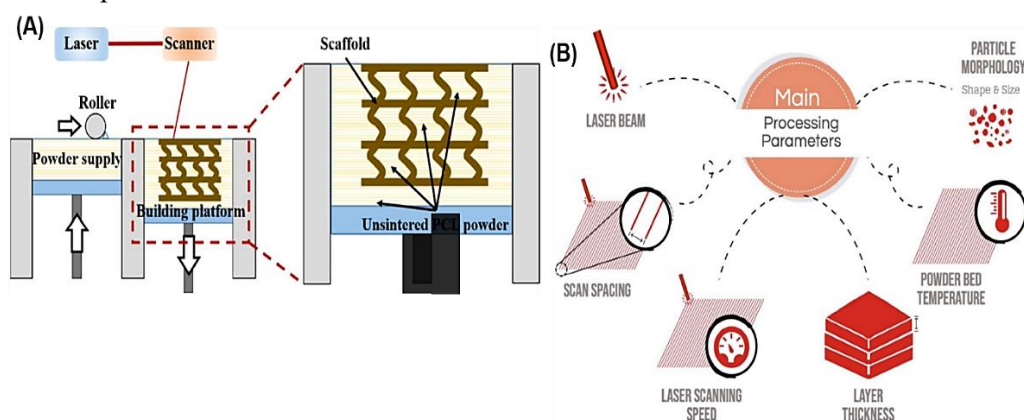 (A)
Laser
Scanner
Roller
Powder supply
Building platform
Scaffold
Unsintered PCL powder
(B)
Main
Processing
Parameters
LASER BEAM
PARTICLE
MORPHOLOGY
Shape & Size
SCAN SPACING
POWDER BED
TEMPERATURE
LASER SCANNING
SPEED
LAYER
THICKNESS